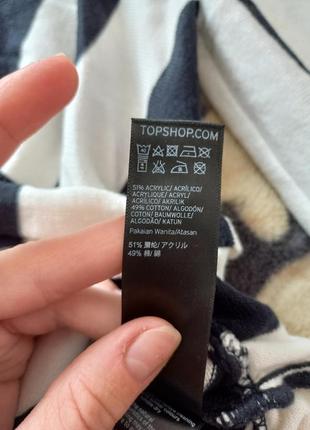 TOPSHOP.COM
51% ACRYLIC/ ACRÍLICO/
ACRYLIQUE/ ACRYL/
ACRÍLICO/ AKRILIK
49% COTTON/ ALGODÓN/
COTON/ BAUMWOLLE/
ALGODÃO/ KATUN
Pakaian Wanita/Atasan
51% 腈纶/ アクリル
49% 棉/ 綿